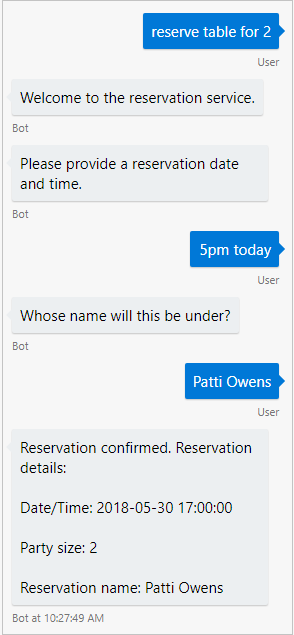 reserve table for 2
User
Welcome to the reservation service.
Bot
Please provide a reservation date
and time.
Bot
5pm today
User
Whose name will this be under?
Bot
Patti Owens
User
Reservation confirmed. Reservation
details:
Date/Time: 2018-05-30 17:00:00
Party size: 2
Reservation name: Patti Owens
Bot at 10:27:49 AM